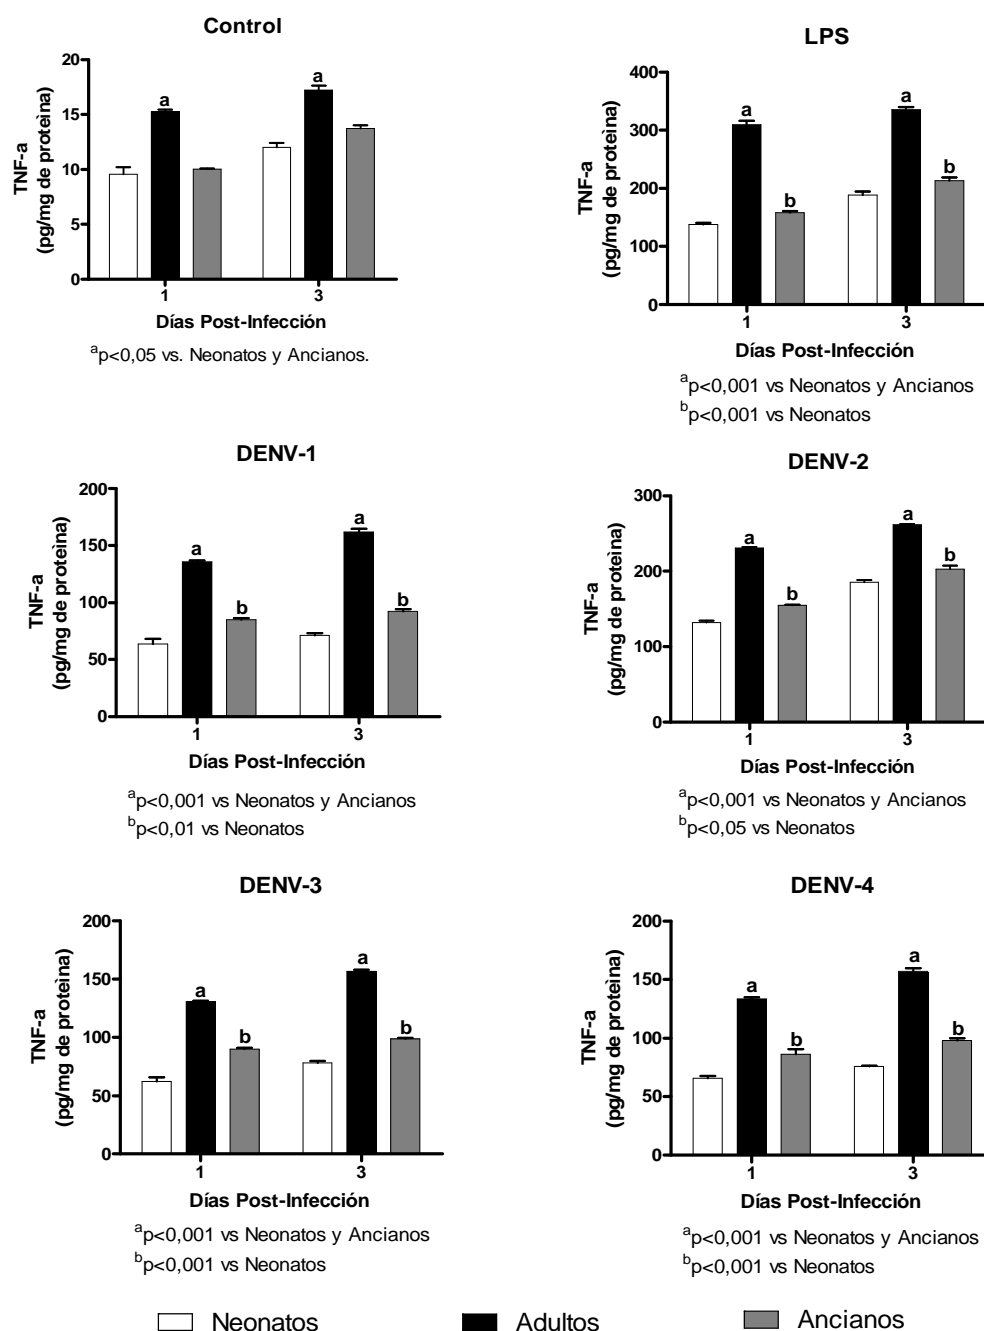 Control
TNF-a
(pg/mg de proteìna)
20
15
10
5
0
a
a
1
3
Días Post-Infección
ap<0,05 vs. Neonatos y Ancianos.
LPS
TNF-a
(pg/mg de proteìna)
400
300
200
100
0
a
b
a
b
1
3
Días Post-Infección
ap<0,001 vs Neonatos y Ancianos
bp<0,001 vs Neonatos
DENV-1
TNF-a
(pg/mg de proteìna)
200
150
100
50
0
a
b
a
b
1
3
Días Post-Infección
ap<0,001 vs Neonatos y Ancianos
bp<0,01 vs Neonatos
DENV-2
TNF-a
(pg/mg de proteìna)
300
200
100
0
a
b
a
b
1
3
Días Post-Infección
ap<0,001 vs Neonatos y Ancianos
bp<0,05 vs Neonatos
DENV-3
TNF-a
(pg/mg de proteìna)
200
150
100
50
0
a
b
a
b
1
3
Días Post-Infección
ap<0,001 vs Neonatos y Ancianos
bp<0,001 vs Neonatos
DENV-4
TNF-a
(pg/mg de proteìna)
200
150
100
50
0
a
b
a
b
1
3
Días Post-Infección
ap<0,001 vs Neonatos y Ancianos
bp<0,001 vs Neonatos
Neonatos
Adultos
Ancianos